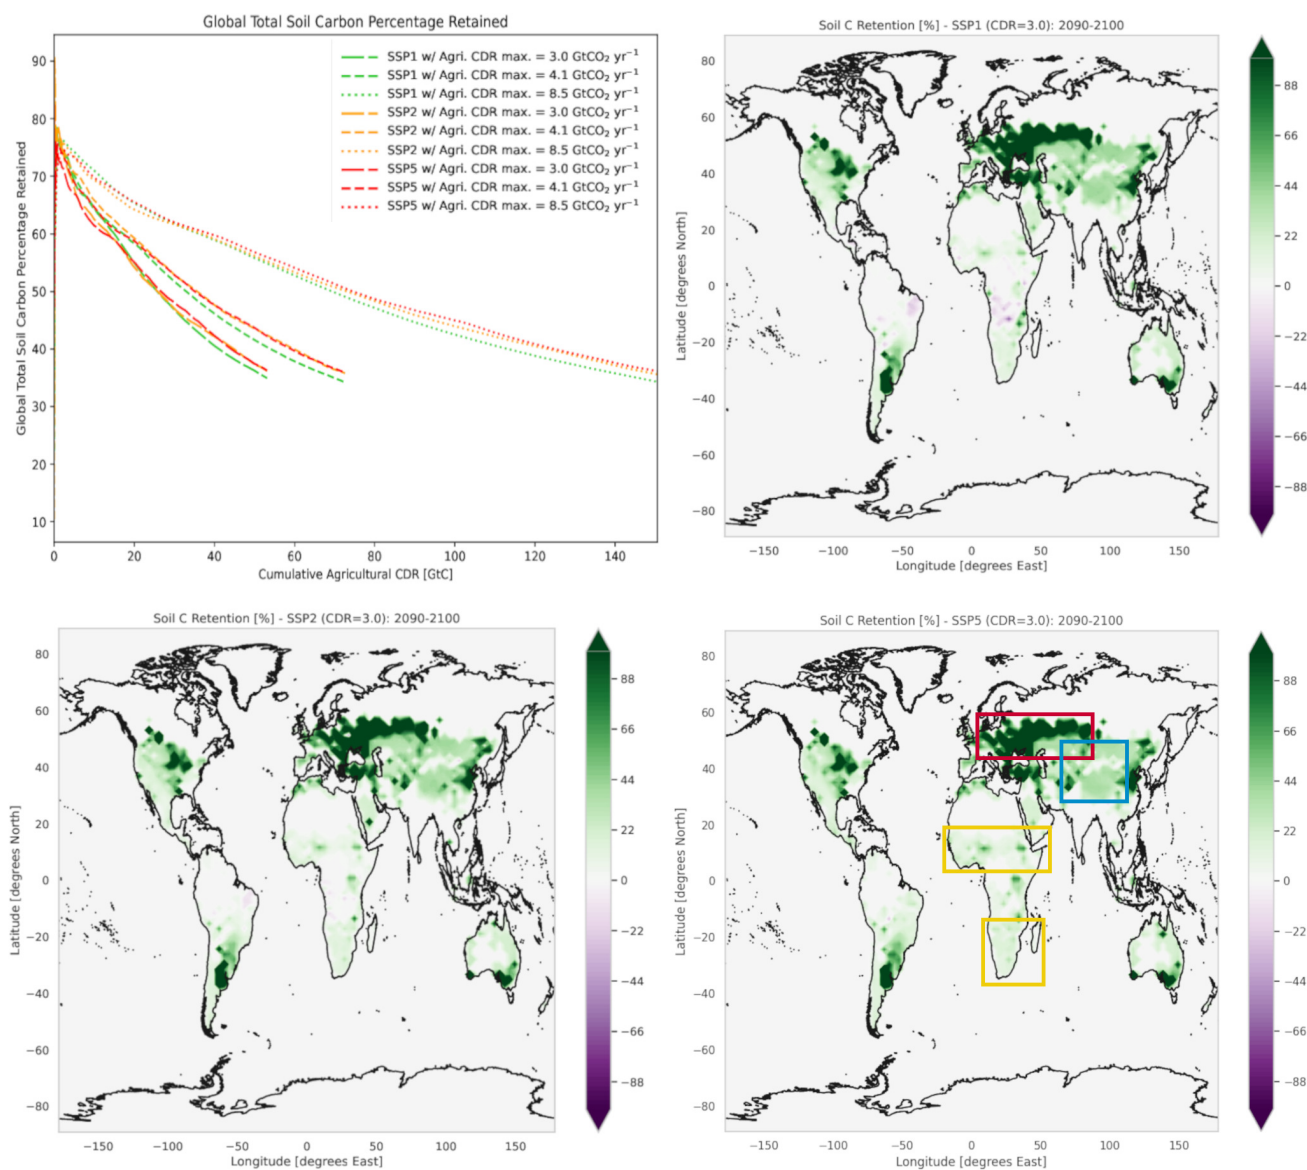 Global Total Soil Carbon Percentage Retained
SSP1 w/ Agri. CDR max. = 3.0 GtCO₂ yr⁻¹
SSP1 w/ Agri. CDR max. = 4.1 GtCO₂ yr⁻¹
SSP1 w/ Agri. CDR max. = 8.5 GtCO₂ yr⁻¹
SSP2 w/ Agri. CDR max. = 3.0 GtCO₂ yr⁻¹
SSP2 w/ Agri. CDR max. = 4.1 GtCO₂ yr⁻¹
SSP2 w/ Agri. CDR max. = 8.5 GtCO₂ yr⁻¹
SSP5 w/ Agri. CDR max. = 3.0 GtCO₂ yr⁻¹
SSP5 w/ Agri. CDR max. = 4.1 GtCO₂ yr⁻¹
SSP5 w/ Agri. CDR max. = 8.5 GtCO₂ yr⁻¹
Global Total Soil Carbon Percentage Retained
90
80
70
60
50
40
30
20
10
0 20 40 60 80 100 120 140
Cumulative Agricultural CDR [GtC]
Soil C Retention [%] - SSP1 (CDR=3.0): 2090-2100
Latitude [degrees North]
80
60
40
20
0
−20
−40
−60
−80
−150 −100 −50 0 50 100 150
Longitude [degrees East]
88
66
44
22
0
−22
−44
−66
−88
Soil C Retention [%] - SSP2 (CDR=3.0): 2090-2100
Latitude [degrees North]
80
60
40
20
0
−20
−40
−60
−80
−150 −100 −50 0 50 100 150
Longitude [degrees East]
88
66
44
22
0
−22
−44
−66
−88
Soil C Retention [%] - SSP5 (CDR=3.0): 2090-2100
Latitude [degrees North]
80
60
40
20
0
−20
−40
−60
−80
−150 −100 −50 0 50 100 150
Longitude [degrees East]
88
66
44
22
0
−22
−44
−66
−88